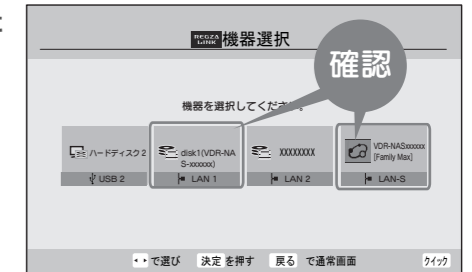 REGZA LINK 機器選択
確認
機器を選択してください。
ハードディスク2
USB 2
disk1(VDR-NA
S-xxxxxx)
LAN 1
XXXXXXXX
LAN 2
VDR-NASxxxxxx
[Family Max]
LAN-S
で選び 決定 を押す 戻る で通常画面 クイック